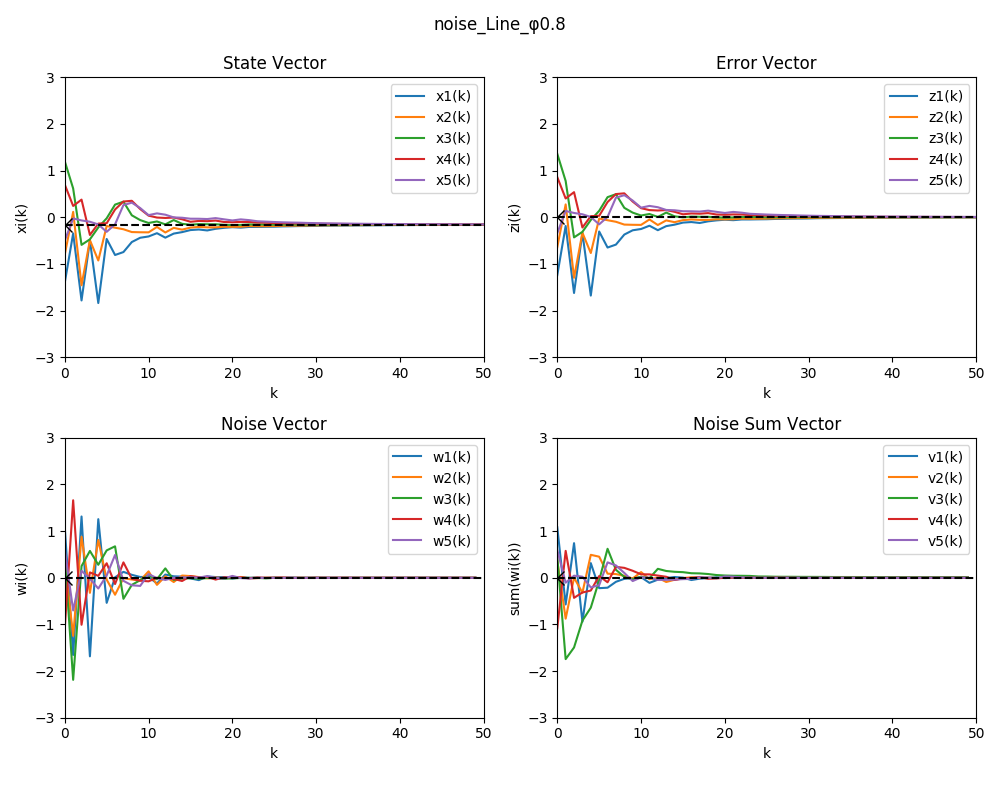 noise_Line_φ0.8
State Vector
3
2
1
0
−1
−2
−3
xi(k)
0
10
20
30
40
50
k
x1(k)
x2(k)
x3(k)
x4(k)
x5(k)
Error Vector
3
2
1
0
−1
−2
−3
zi(k)
0
10
20
30
40
50
k
z1(k)
z2(k)
z3(k)
z4(k)
z5(k)
Noise Vector
3
2
1
0
−1
−2
−3
wi(k)
0
10
20
30
40
50
k
w1(k)
w2(k)
w3(k)
w4(k)
w5(k)
Noise Sum Vector
3
2
1
0
−1
−2
−3
sum(wi(k))
0
10
20
30
40
50
k
v1(k)
v2(k)
v3(k)
v4(k)
v5(k)